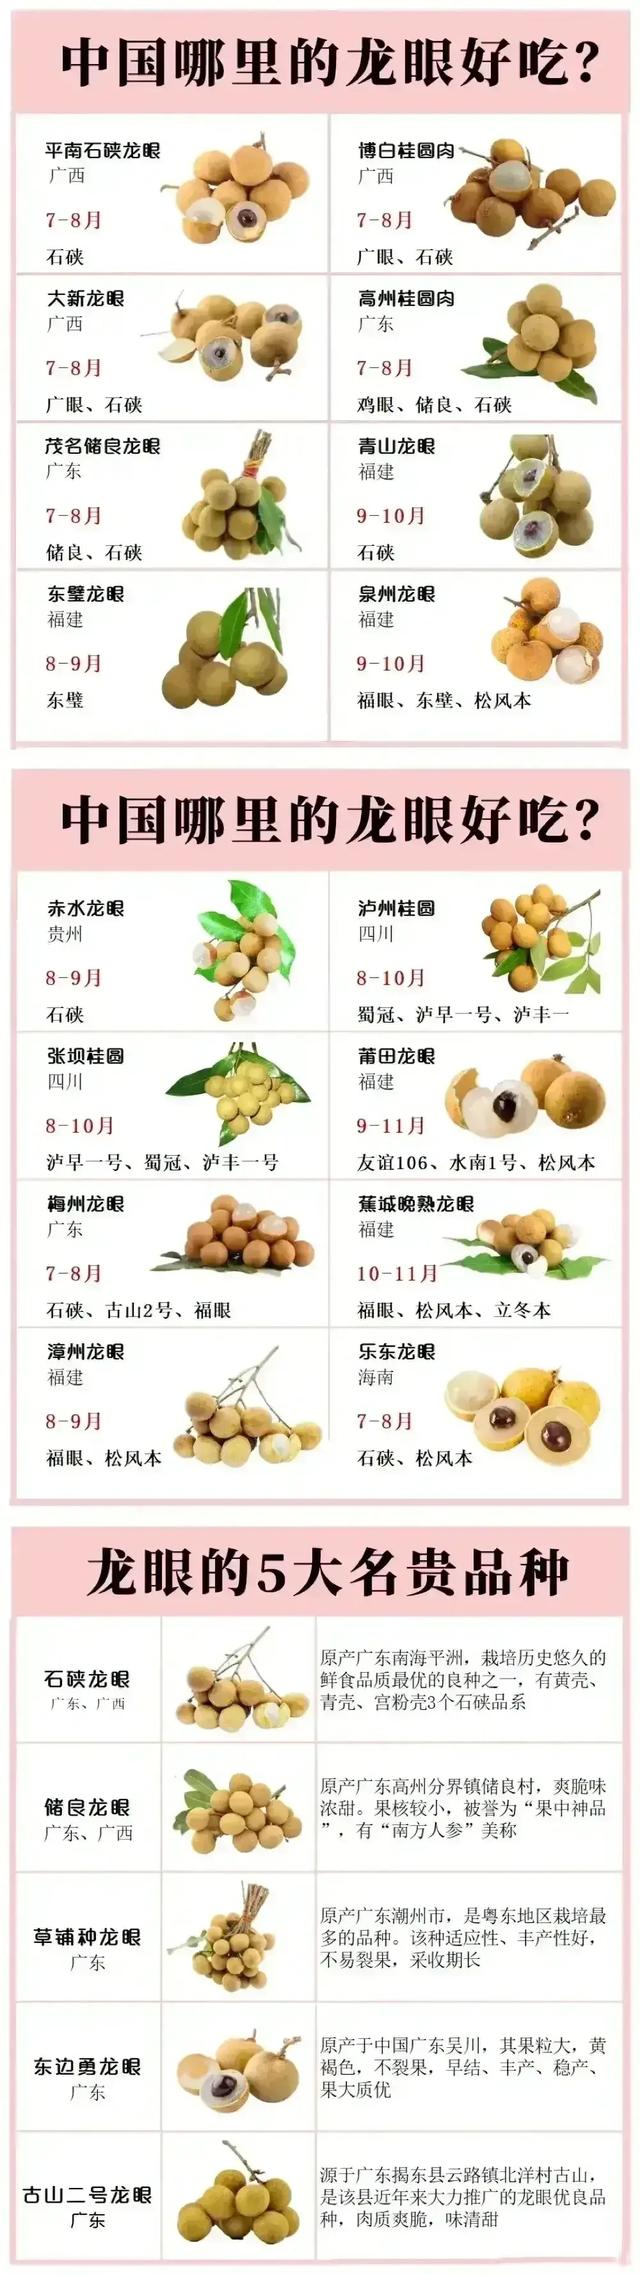 中国哪里的龙眼好吃？
平南石硖龙眼
广西
7-8月
石硖
博白桂圆肉
广西
7-8月
广眼、石硖
大新龙眼
广西
7-8月
广眼、石硖
高州桂圆肉
广东
7-8月
鸡眼、储良、石硖
茂名储良龙眼
广东
7-8月
储良、石硖
青山龙眼
福建
9-10月
石硖
东璧龙眼
福建
8-9月
东璧
泉州龙眼
福建
9-10月
福眼、东壁、松风本
中国哪里的龙眼好吃？
赤水龙眼
贵州
8-9月
石硖
泸州桂圆
四川
8-10月
蜀冠、泸早一号、泸丰一
张坝桂圆
四川
8-10月
泸早一号、蜀冠、泸丰一号
莆田龙眼
福建
9-11月
友谊106、水南1号、松风本
梅州龙眼
广东
7-8月
石硖、古山2号、福眼
蕉诚晚熟龙眼
福建
10-11月
福眼、松风本、立冬本
漳州龙眼
福建
8-9月
福眼、松风本
乐东龙眼
海南
7-8月
石硖、松风本
龙眼的5大名贵品种
石硖龙眼
广东、广西
原产广东南海平洲，栽培历史悠久的
鲜食品质最优的良种之一，有黄壳、
青壳、宫粉壳3个石硖品系
储良龙眼
广东、广西
原产广东高州分界镇储良村，爽脆味
浓甜。果核较小，被誉为“果中神品
”，有“南方人参”美称
草铺种龙眼
广东
原产广东潮州市，是粤东地区栽培最
多的品种。该种适应性、丰产性好，
不易裂果，采收期长
东边勇龙眼
广东
原产于中国广东吴川，其果粒大，黄
褐色，不裂果，早结、丰产、稳产、
果大质优
古山二号龙眼
广东
源于广东揭东县云路镇北洋村古山，
是该县近年来大力推广的龙眼优良品
种，肉质爽脆，味清甜